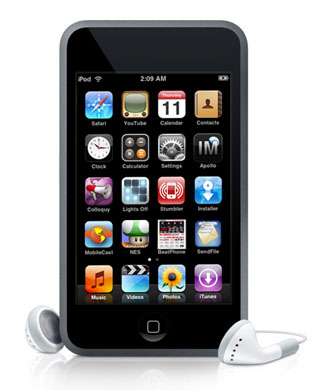 iPod 2:09 AM
Thursday
11
IM
Safari YouTube Calendar Contacts
Clock Calculator Settings Apollo
Colloquy Lights Off Stumbler Installer
MobileCast NES BeatPhone SendFile
Music Videos Photos iTunes